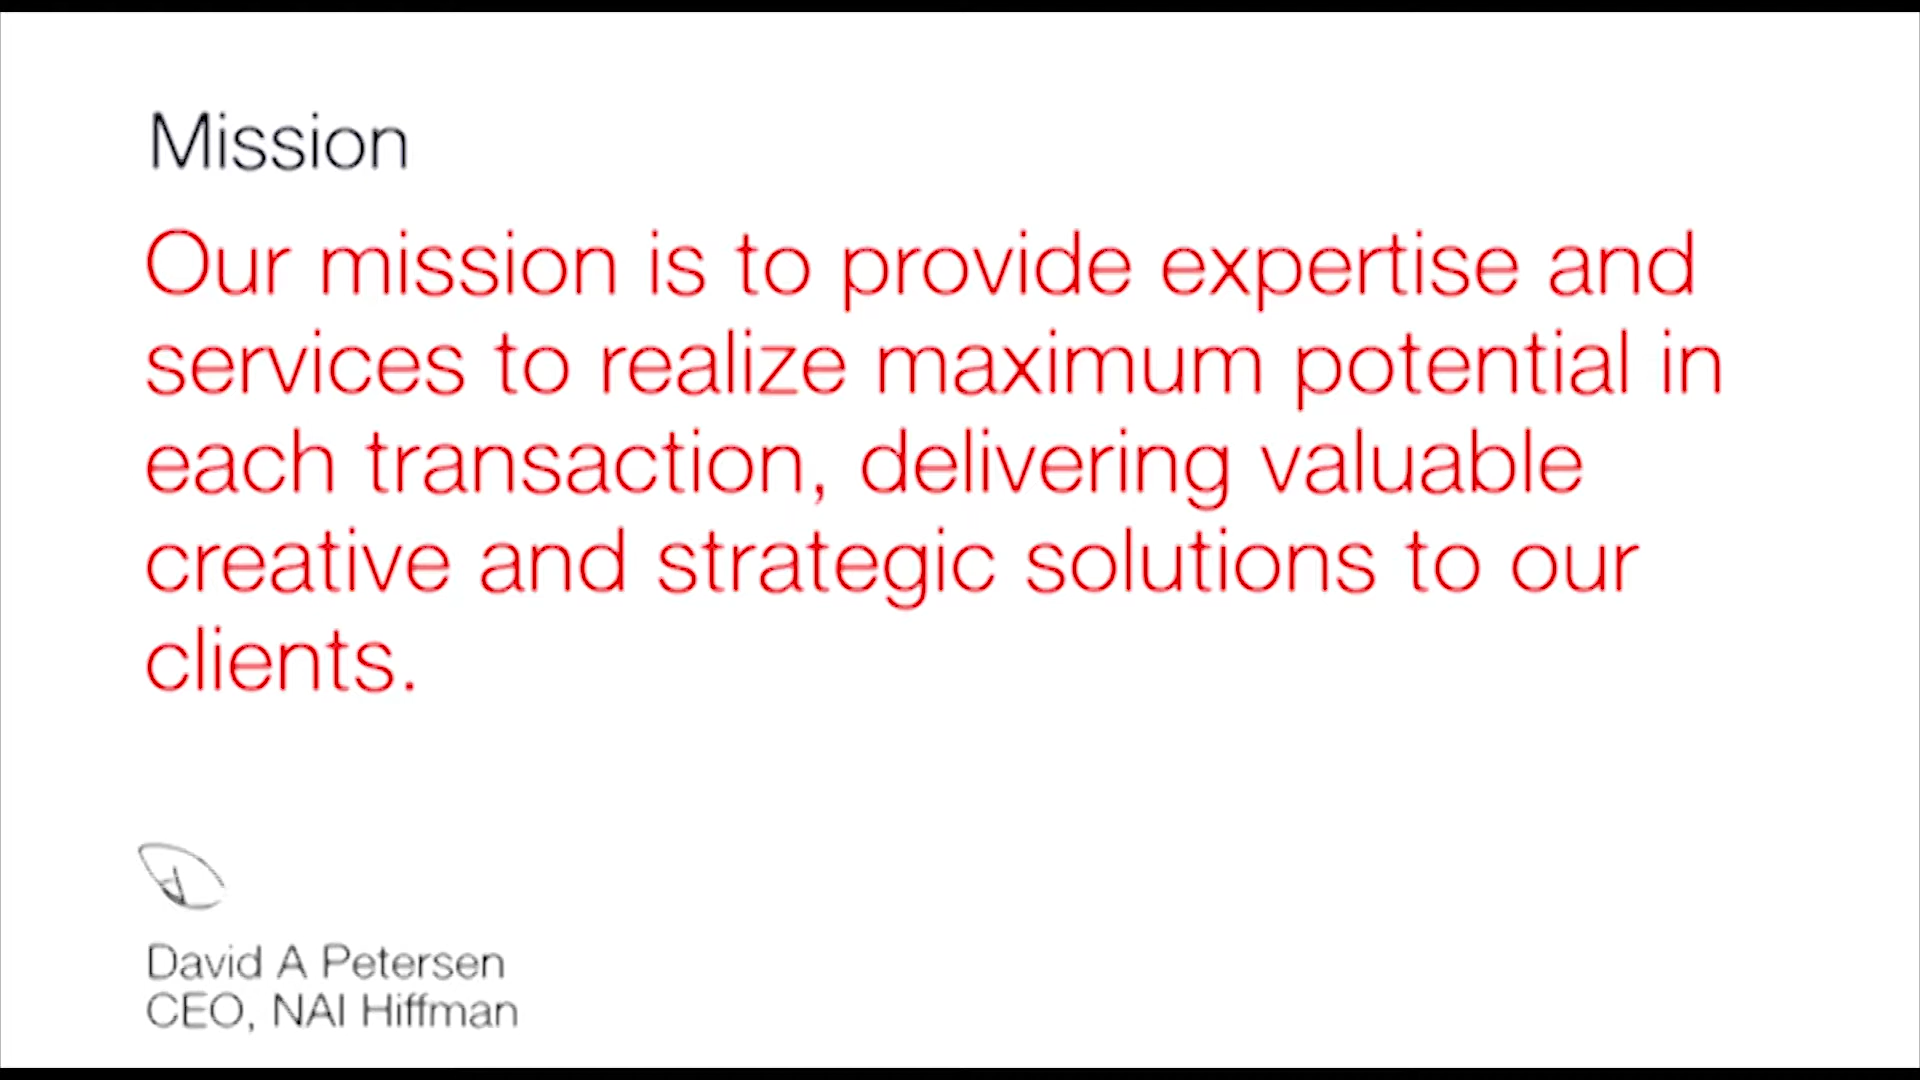 Mission
Our mission is to provide expertise and
services to realize maximum potential in
each transaction, delivering valuable
creative and strategic solutions to our
clients.
David A Petersen
CEO, NAI Hiffman